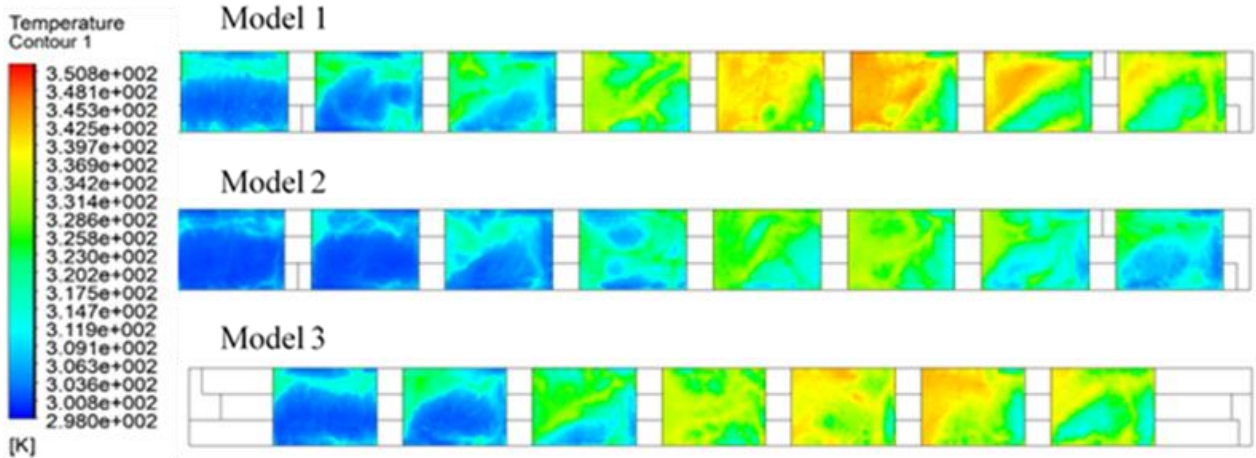 Temperature
Contour 1
3.508e+002
3.481e+002
3.453e+002
3.425e+002
3.397e+002
3.369e+002
3.342e+002
3.314e+002
3.286e+002
3.258e+002
3.230e+002
3.202e+002
3.175e+002
3.147e+002
3.119e+002
3.091e+002
3.063e+002
3.036e+002
3.008e+002
2.980e+002
[K]
Model 1
Model 2
Model 3